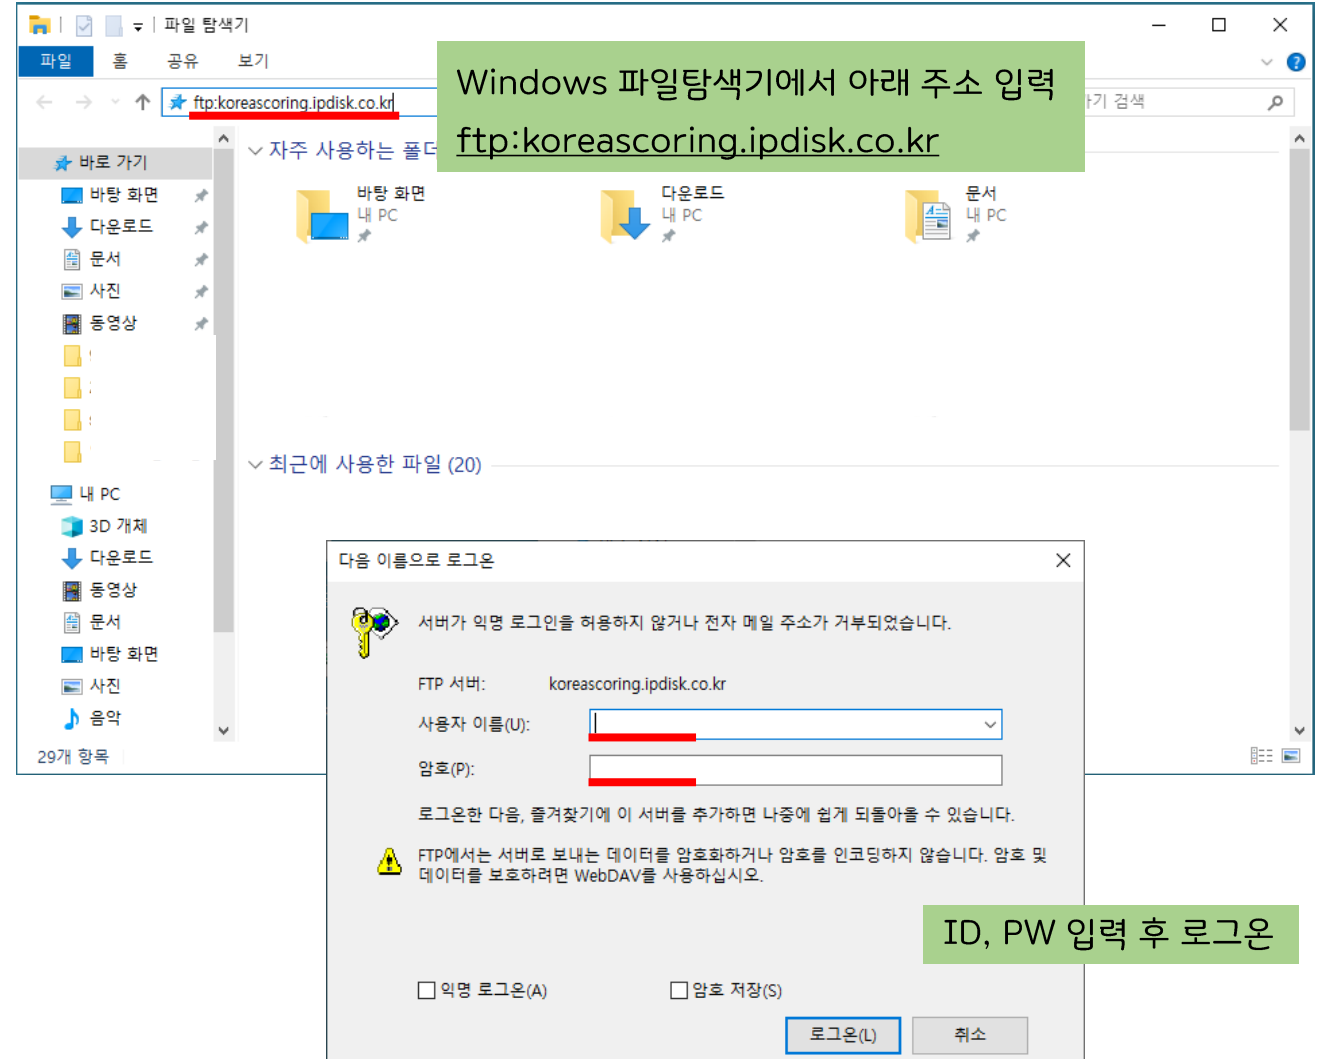 파일 탐색기
파일 홈 공유 보기
Windows 파일탐색기에서 아래 주소 입력
ftp:koreascoring.ipdisk.co.kr
ftp:koreascoring.ipdisk.co.kr
검색
바로 가기
바탕 화면
다운로드
문서
사진
동영상
내 PC
3D 개체
다운로드
동영상
문서
바탕 화면
사진
음악
29개 항목
자주 사용하는 폴더
바탕 화면
내 PC
다운로드
내 PC
문서
내 PC
최근에 사용한 파일 (20)
다음 이름으로 로그온
서버가 익명 로그인을 허용하지 않거나 전자 메일 주소가 거부되었습니다.
FTP 서버: koreascoring.ipdisk.co.kr
사용자 이름(U):
암호(P):
로그온한 다음, 즐겨찾기에 이 서버를 추가하면 나중에 쉽게 되돌아올 수 있습니다.
FTP에서는 서버로 보내는 데이터를 암호화하거나 암호를 인코딩하지 않습니다. 암호 및
데이터를 보호하려면 WebDAV를 사용하십시오.
ID, PW 입력 후 로그온
익명 로그온(A) 암호 저장(S)
로그온(L) 취소